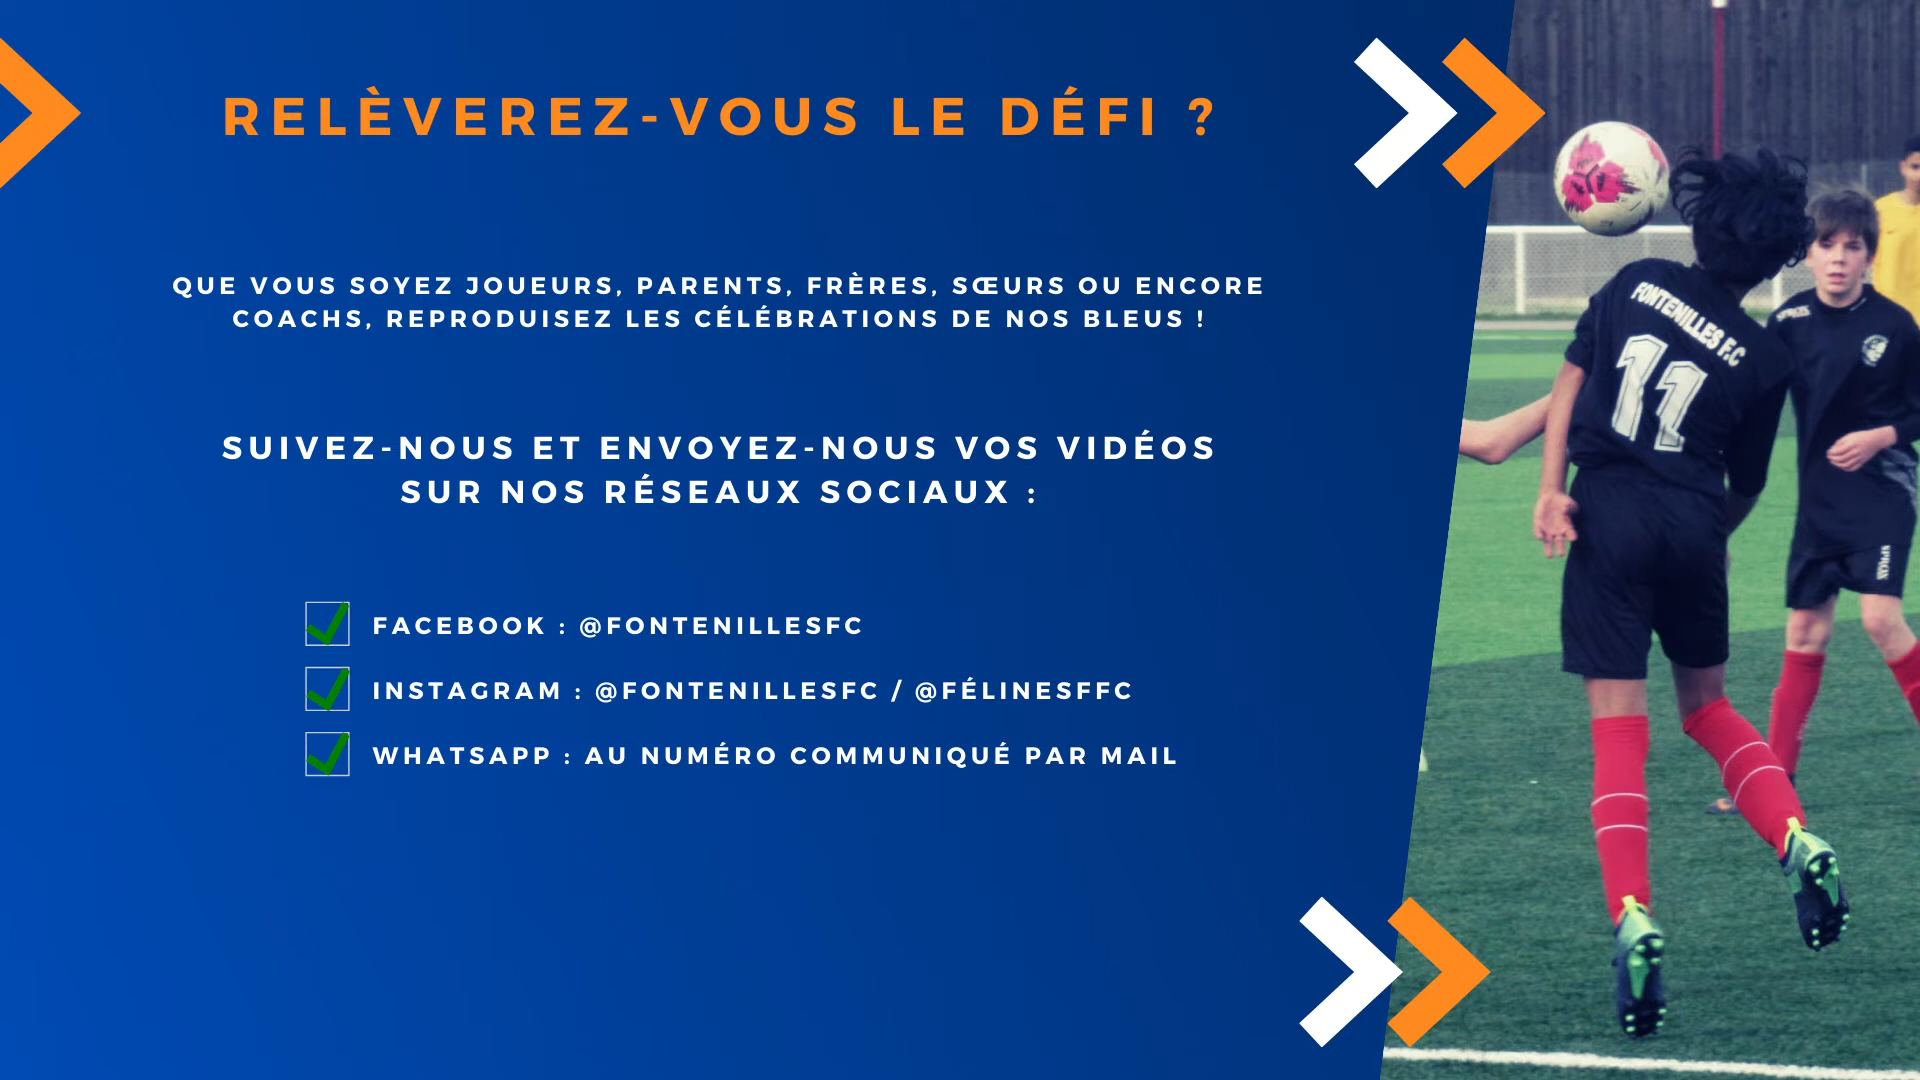 RELÈVEREZ-VOUS LE DÉFI ?
QUE VOUS SOYEZ JOUEURS, PARENTS, FRÈRES, SŒURS OU ENCORE
COACHS, REPRODUISEZ LES CÉLÉBRATIONS DE NOS BLEUS !
SUIVEZ-NOUS ET ENVOYEZ-NOUS VOS VIDÉOS
SUR NOS RÉSEAUX SOCIAUX :
FACEBOOK : @FONTENILLESFC
INSTAGRAM : @FONTENILLESFC / @FÉLINESFFC
WHATSAPP : AU NUMÉRO COMMUNIQUÉ PAR MAIL
FONTENILLES F.C
11